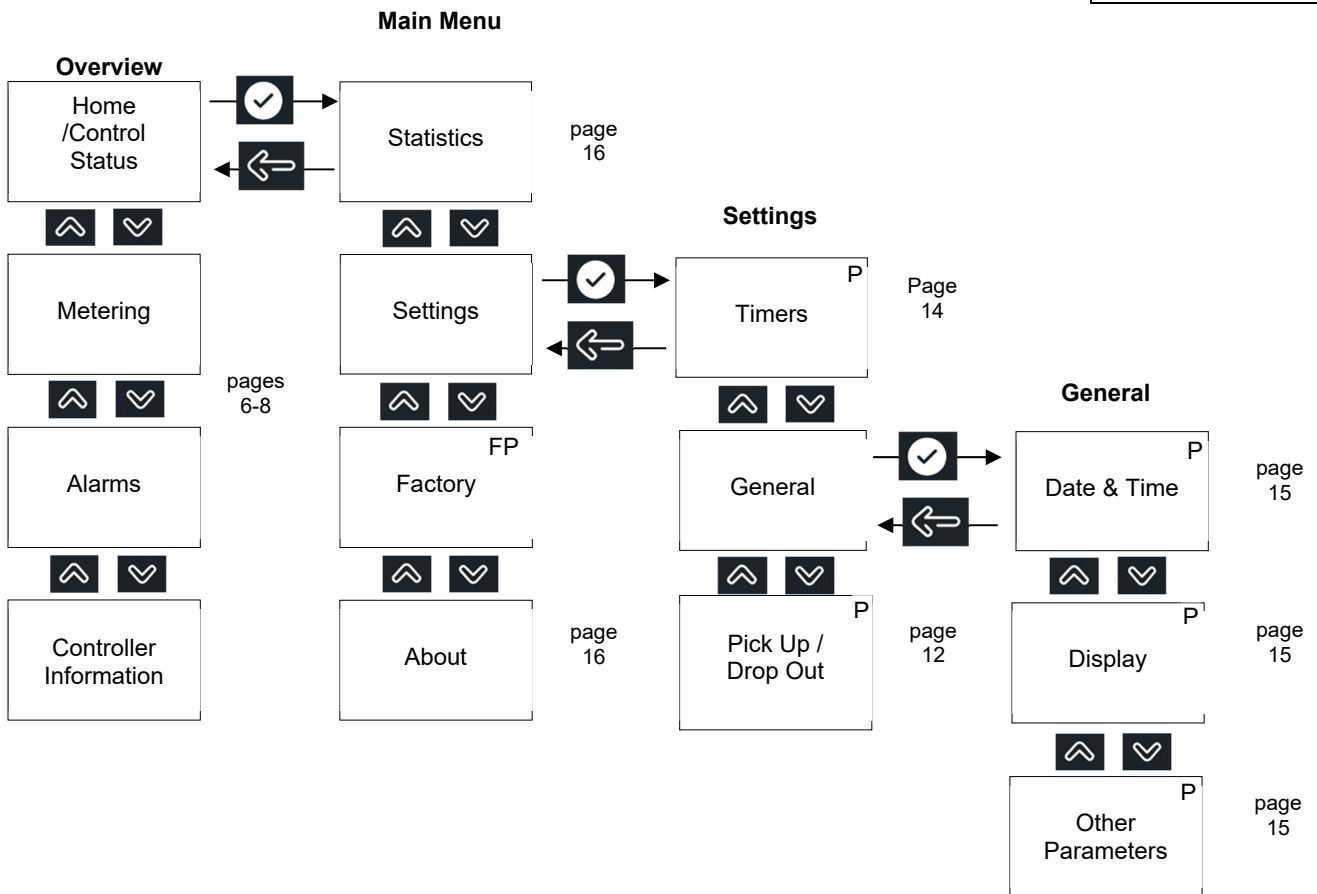 Main Menu
Overview
Home
/Control
Status
Statistics
page
16
Settings
Metering
Settings
P
Timers
Page
14
pages
6-8
General
Alarms
FP
Factory
General
P
Date & Time
page
15
Controller
Information
About
page
16
P
Pick Up /
Drop Out
page
12
P
Display
page
15
P
Other
Parameters
page
15